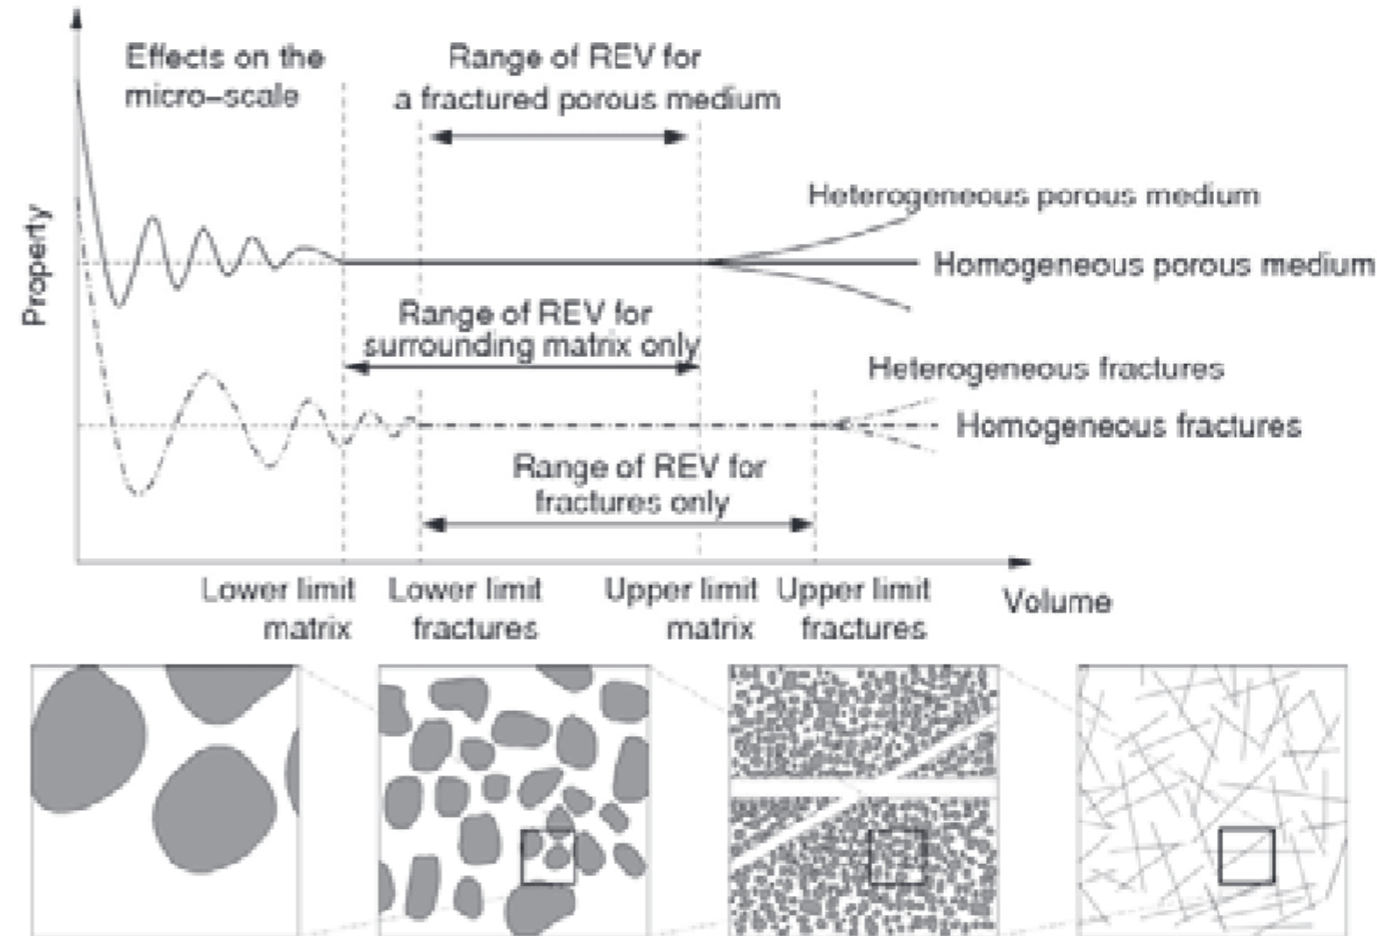 Effects on the
micro-scale
Range of REV for
a fractured porous medium
Heterogeneous porous medium
Homogeneous porous medium
Property
Range of REV for
surrounding matrix only
Heterogeneous fractures
Homogeneous fractures
Range of REV for
fractures only
Lower limit
matrix
Lower limit
fractures
Upper limit
matrix
Upper limit
fractures
Volume